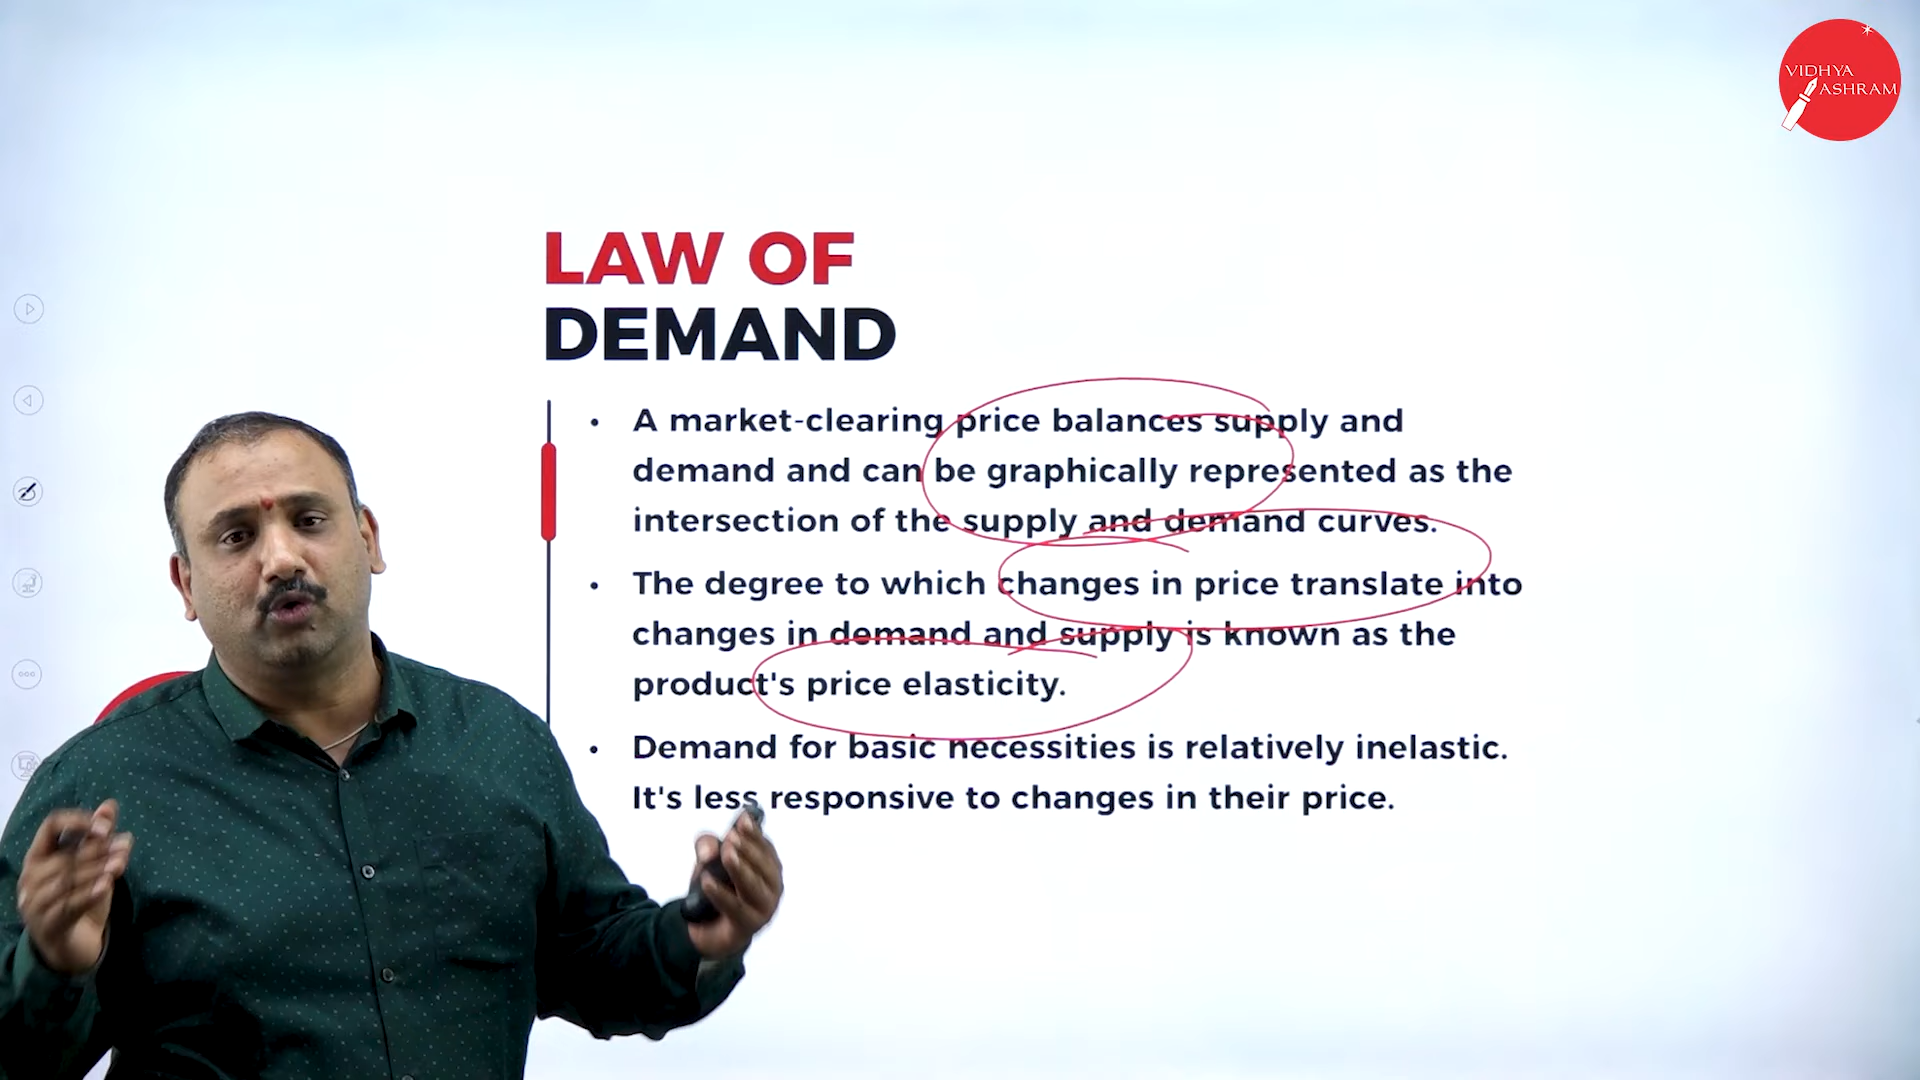 VIDHYA
ASHRAM
LAW OF
DEMAND
• A market-clearing price balances supply and
demand and can be graphically represented as the
intersection of the supply and demand curves.
• The degree to which changes in price translate into
changes in demand and supply is known as the
product's price elasticity.
• Demand for basic necessities is relatively inelastic.
It's less responsive to changes in their price.